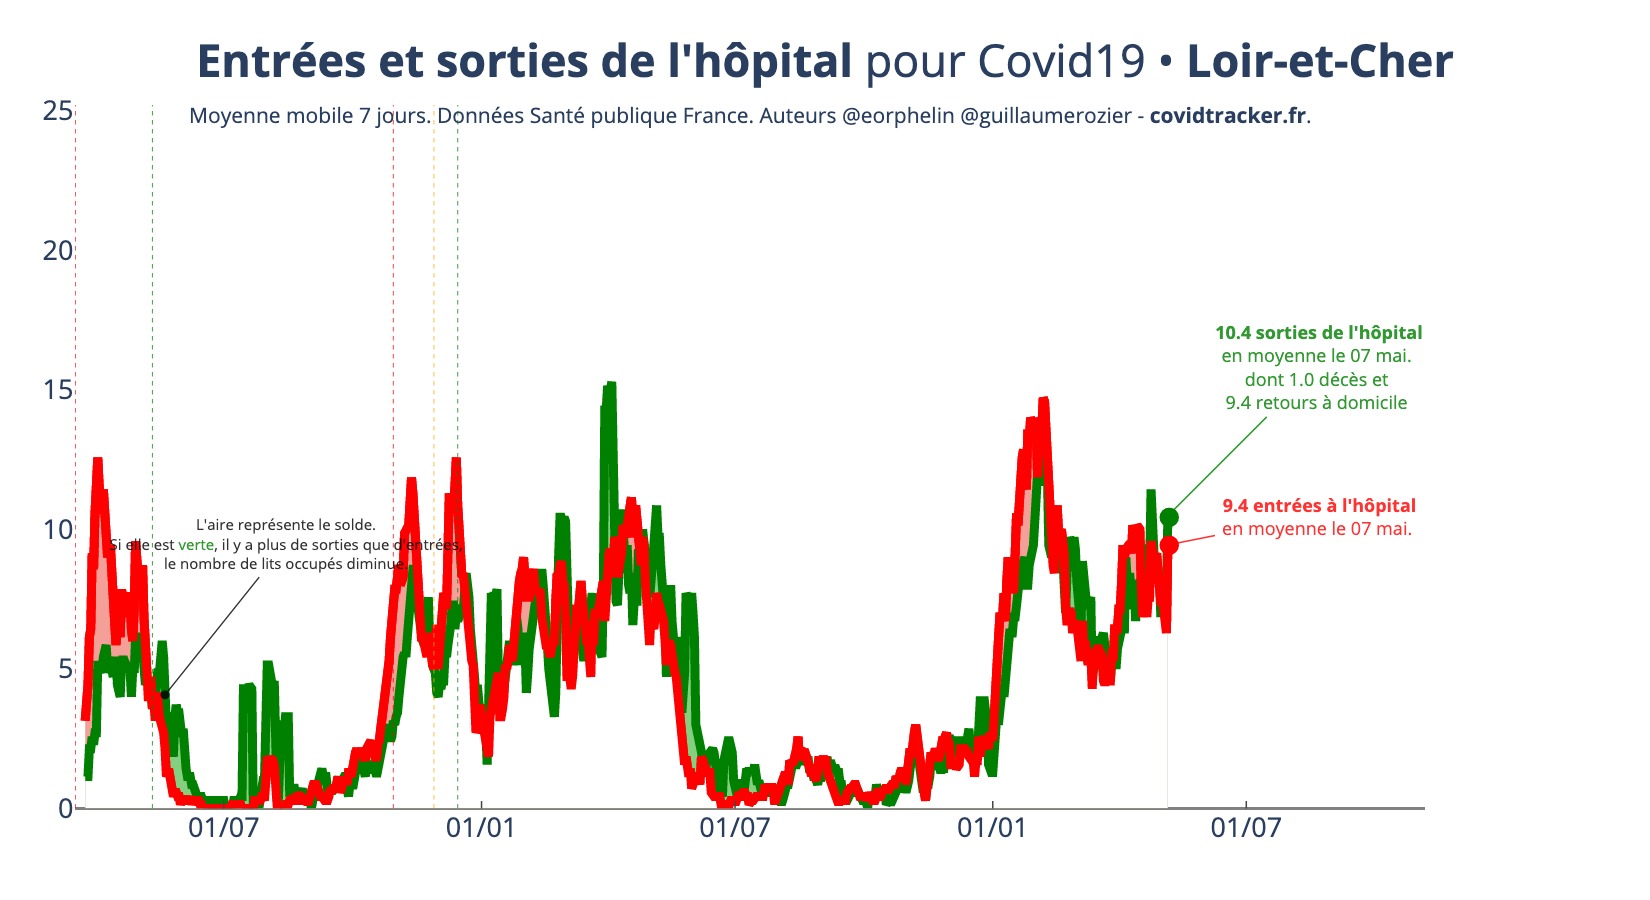 Entrées et sorties de l'hôpital pour Covid19 • Loir-et-Cher
Moyenne mobile 7 jours. Données Santé publique France. Auteurs @eorphelin @guillaumerozier - covidtracker.fr.
25
20
15
10
5
0
10.4 sorties de l'hôpital
en moyenne le 07 mai.
dont 1.0 décès et
9.4 retours à domicile
9.4 entrées à l'hôpital
en moyenne le 07 mai.
L'aire représente le solde.
Si elle est verte, il y a plus de sorties que d'entrées,
le nombre de lits occupés diminue.
01/07
01/01
01/07
01/01
01/07